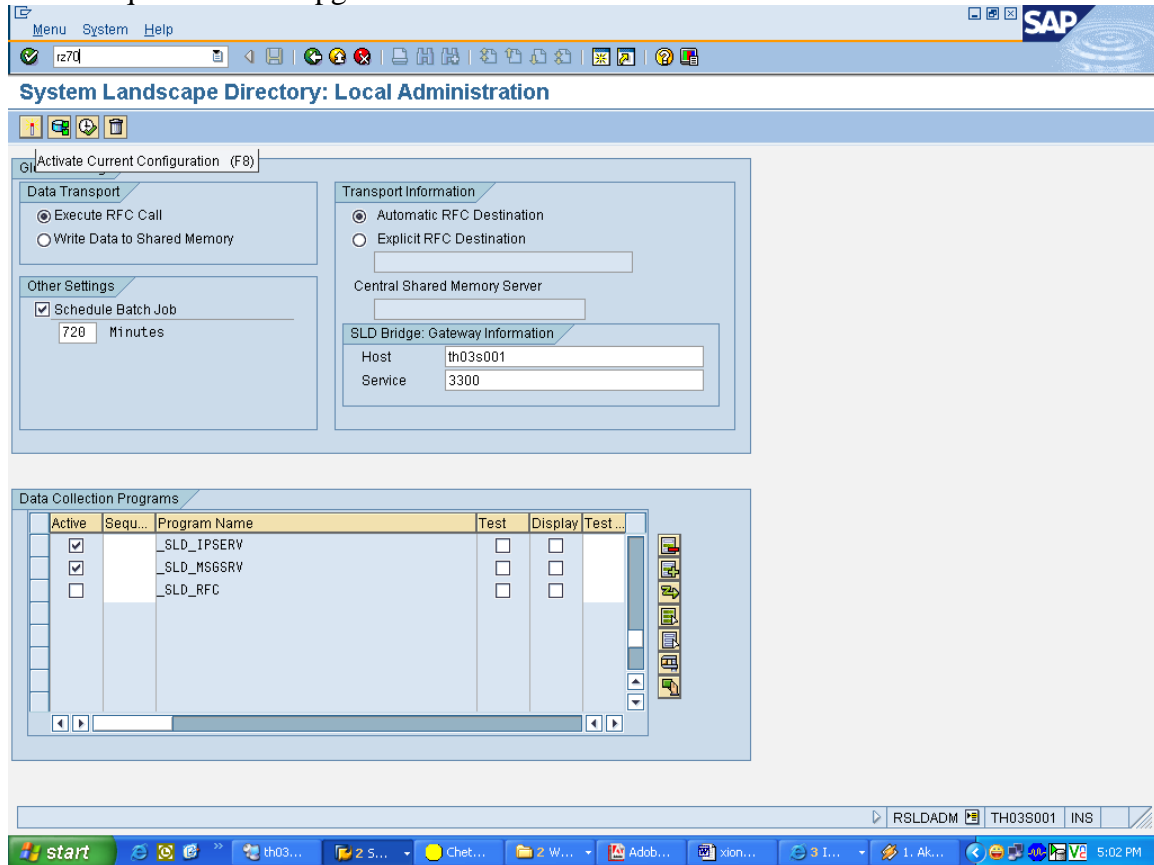 Menu System Help
SAP
rz70
System Landscape Directory: Local Administration
Activate Current Configuration (F8)
Data Transport
Execute RFC Call
Write Data to Shared Memory
Other Settings
Schedule Batch Job
720 Minutes
Transport Information
Automatic RFC Destination
Explicit RFC Destination
Central Shared Memory Server
SLD Bridge: Gateway Information
Host th03s001
Service 3300
Data Collection Programs
Active Sequ... Program Name Test Display Test ...
_SLD_IPSERV
_SLD_MSGSRV
_SLD_RFC
RSLDADM TH03S001 INS
start th03... 2 S... Chet... 2 W... Adob... xion... 3 I... 1. Ak... 5:02 PM